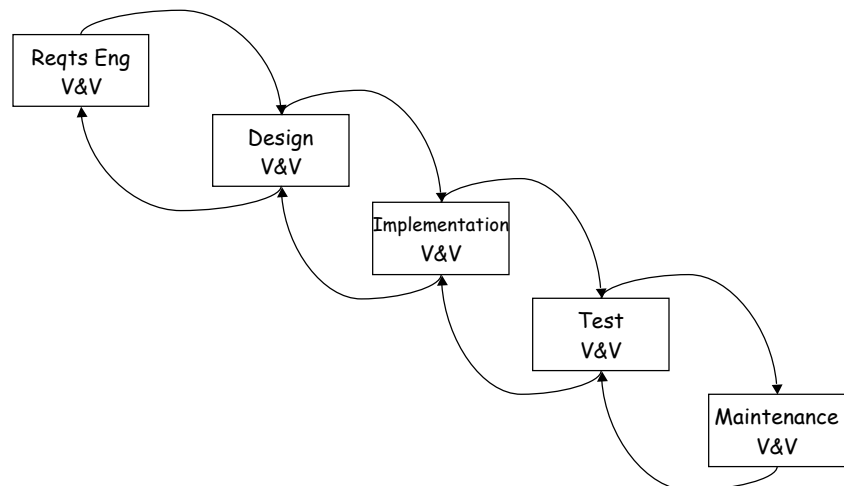 Reqts Eng
V&V
Design
V&V
Implementation
V&V
Test
V&V
Maintenance
V&V